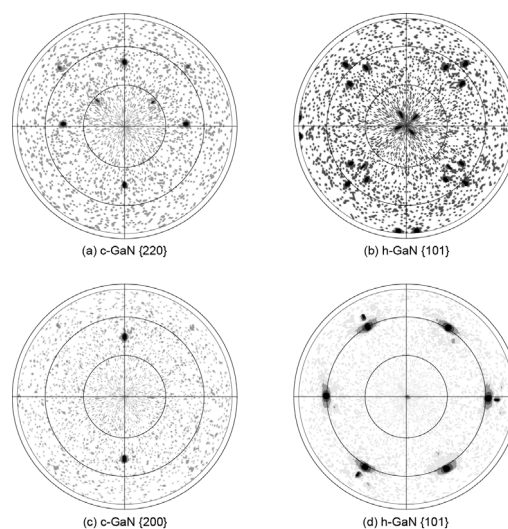 (a) c-GaN {220}
(b) h-GaN {101}
(c) c-GaN {200}
(d) h-GaN {101}